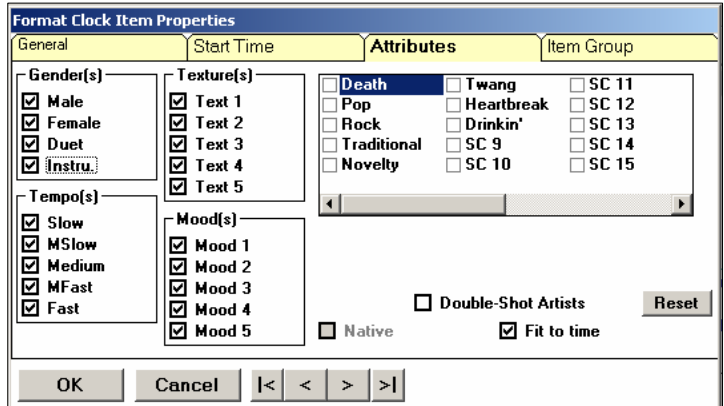 Format Clock Item Properties
General Start Time Attributes Item Group
Gender(s)
Male
Female
Duet
Instru.
Tempo(s)
Slow
MSlow
Medium
MFast
Fast
Texture(s)
Text 1
Text 2
Text 3
Text 4
Text 5
Mood(s)
Mood 1
Mood 2
Mood 3
Mood 4
Mood 5
Death Twang SC 11
Pop Heartbreak SC 12
Rock Drinkin' SC 13
Traditional SC 9 SC 14
Novelty SC 10 SC 15
Double-Shot Artists Reset
Native Fit to time
OK Cancel |< < > >|